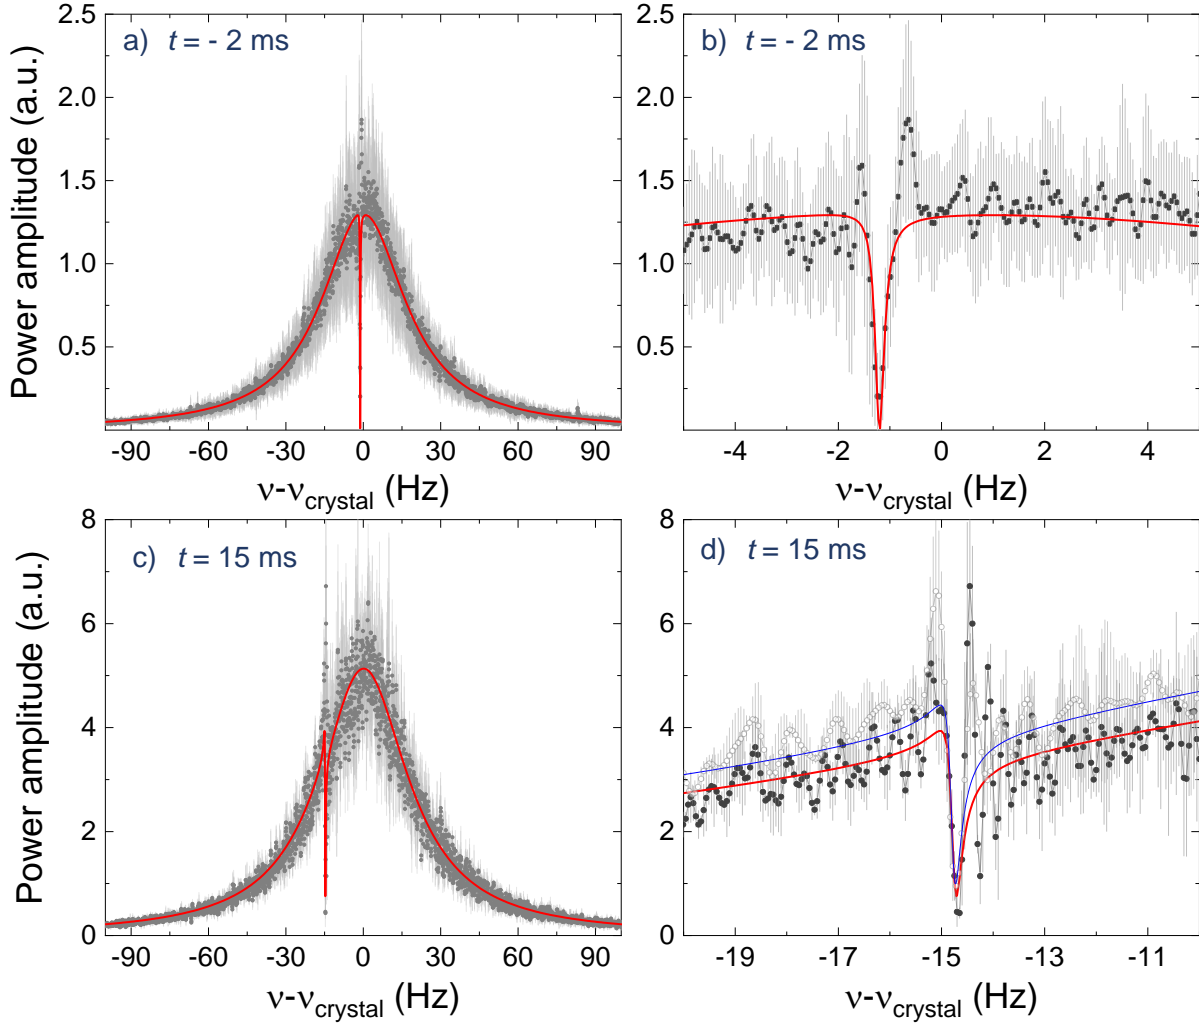 a) t = - 2 ms
Power amplitude (a.u.)
2.5
2.0
1.5
1.0
0.5
-90 -60 -30 0 30 60 90
ν-νcrystal (Hz)
b) t = - 2 ms
2.5
2.0
1.5
1.0
0.5
-4 -2 0 2 4
ν-νcrystal (Hz)
c) t = 15 ms
Power amplitude (a.u.)
8
6
4
2
0
-90 -60 -30 0 30 60 90
ν-νcrystal (Hz)
d) t = 15 ms
8
6
4
2
0
-19 -17 -15 -13 -11
ν-νcrystal (Hz)